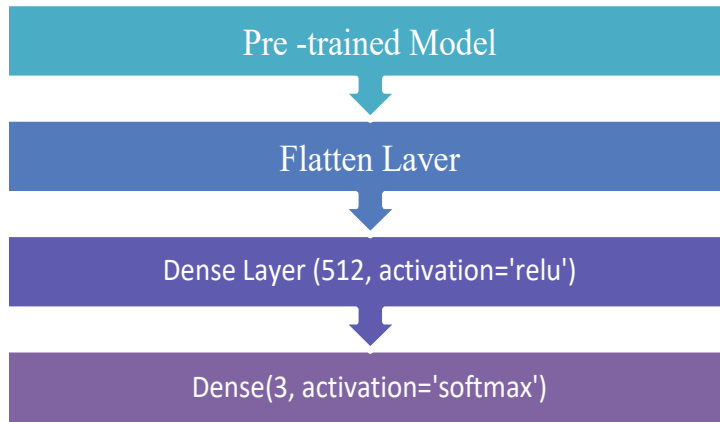 Pre -trained Model
Flatten Laver
Dense Layer (512, activation='relu')
Dense(3, activation='softmax')